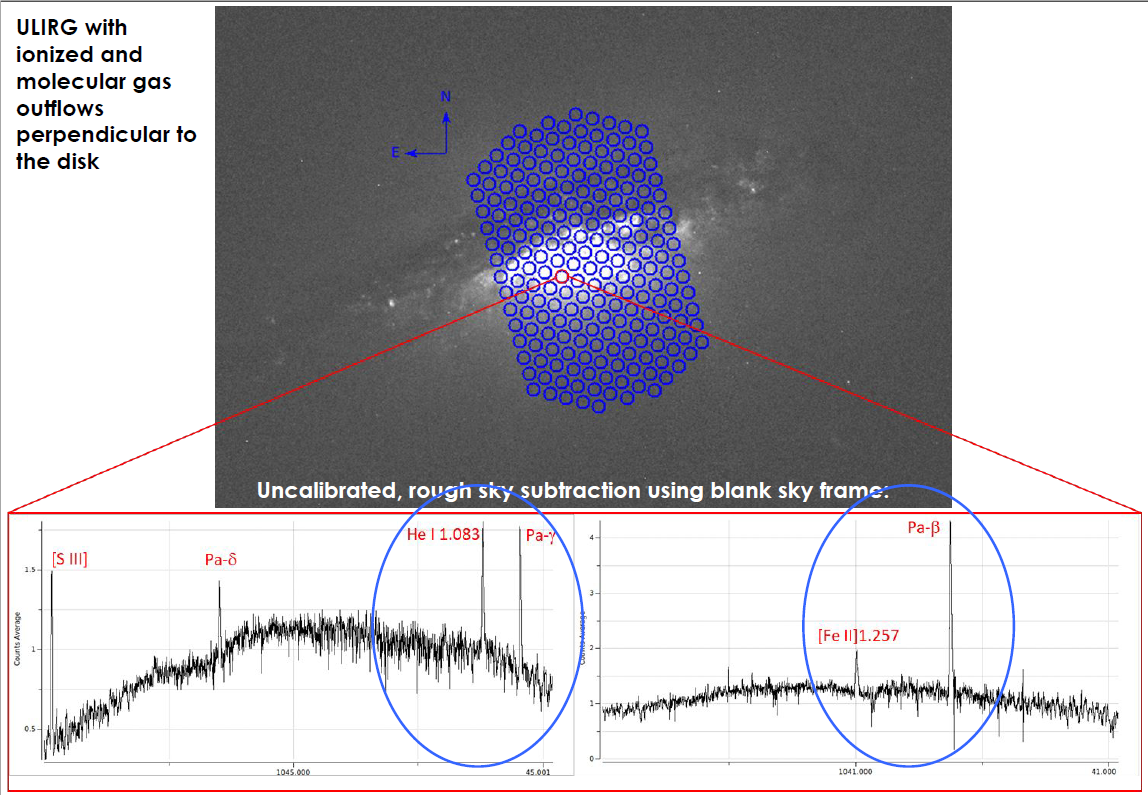 ULIRG with
ionized and
molecular gas
outflows
perpendicular to
the disk
N
E
Uncalibrated, rough sky subtraction using blank sky frame.
[S III]
Pa-δ
He I 1.083
Pa-γ
1.5
1
0.5
Counts Average
1045.000
45.001
Pa-β
[Fe II]1.257
4
3
2
1
0
Counts Average
1041.000
41.000